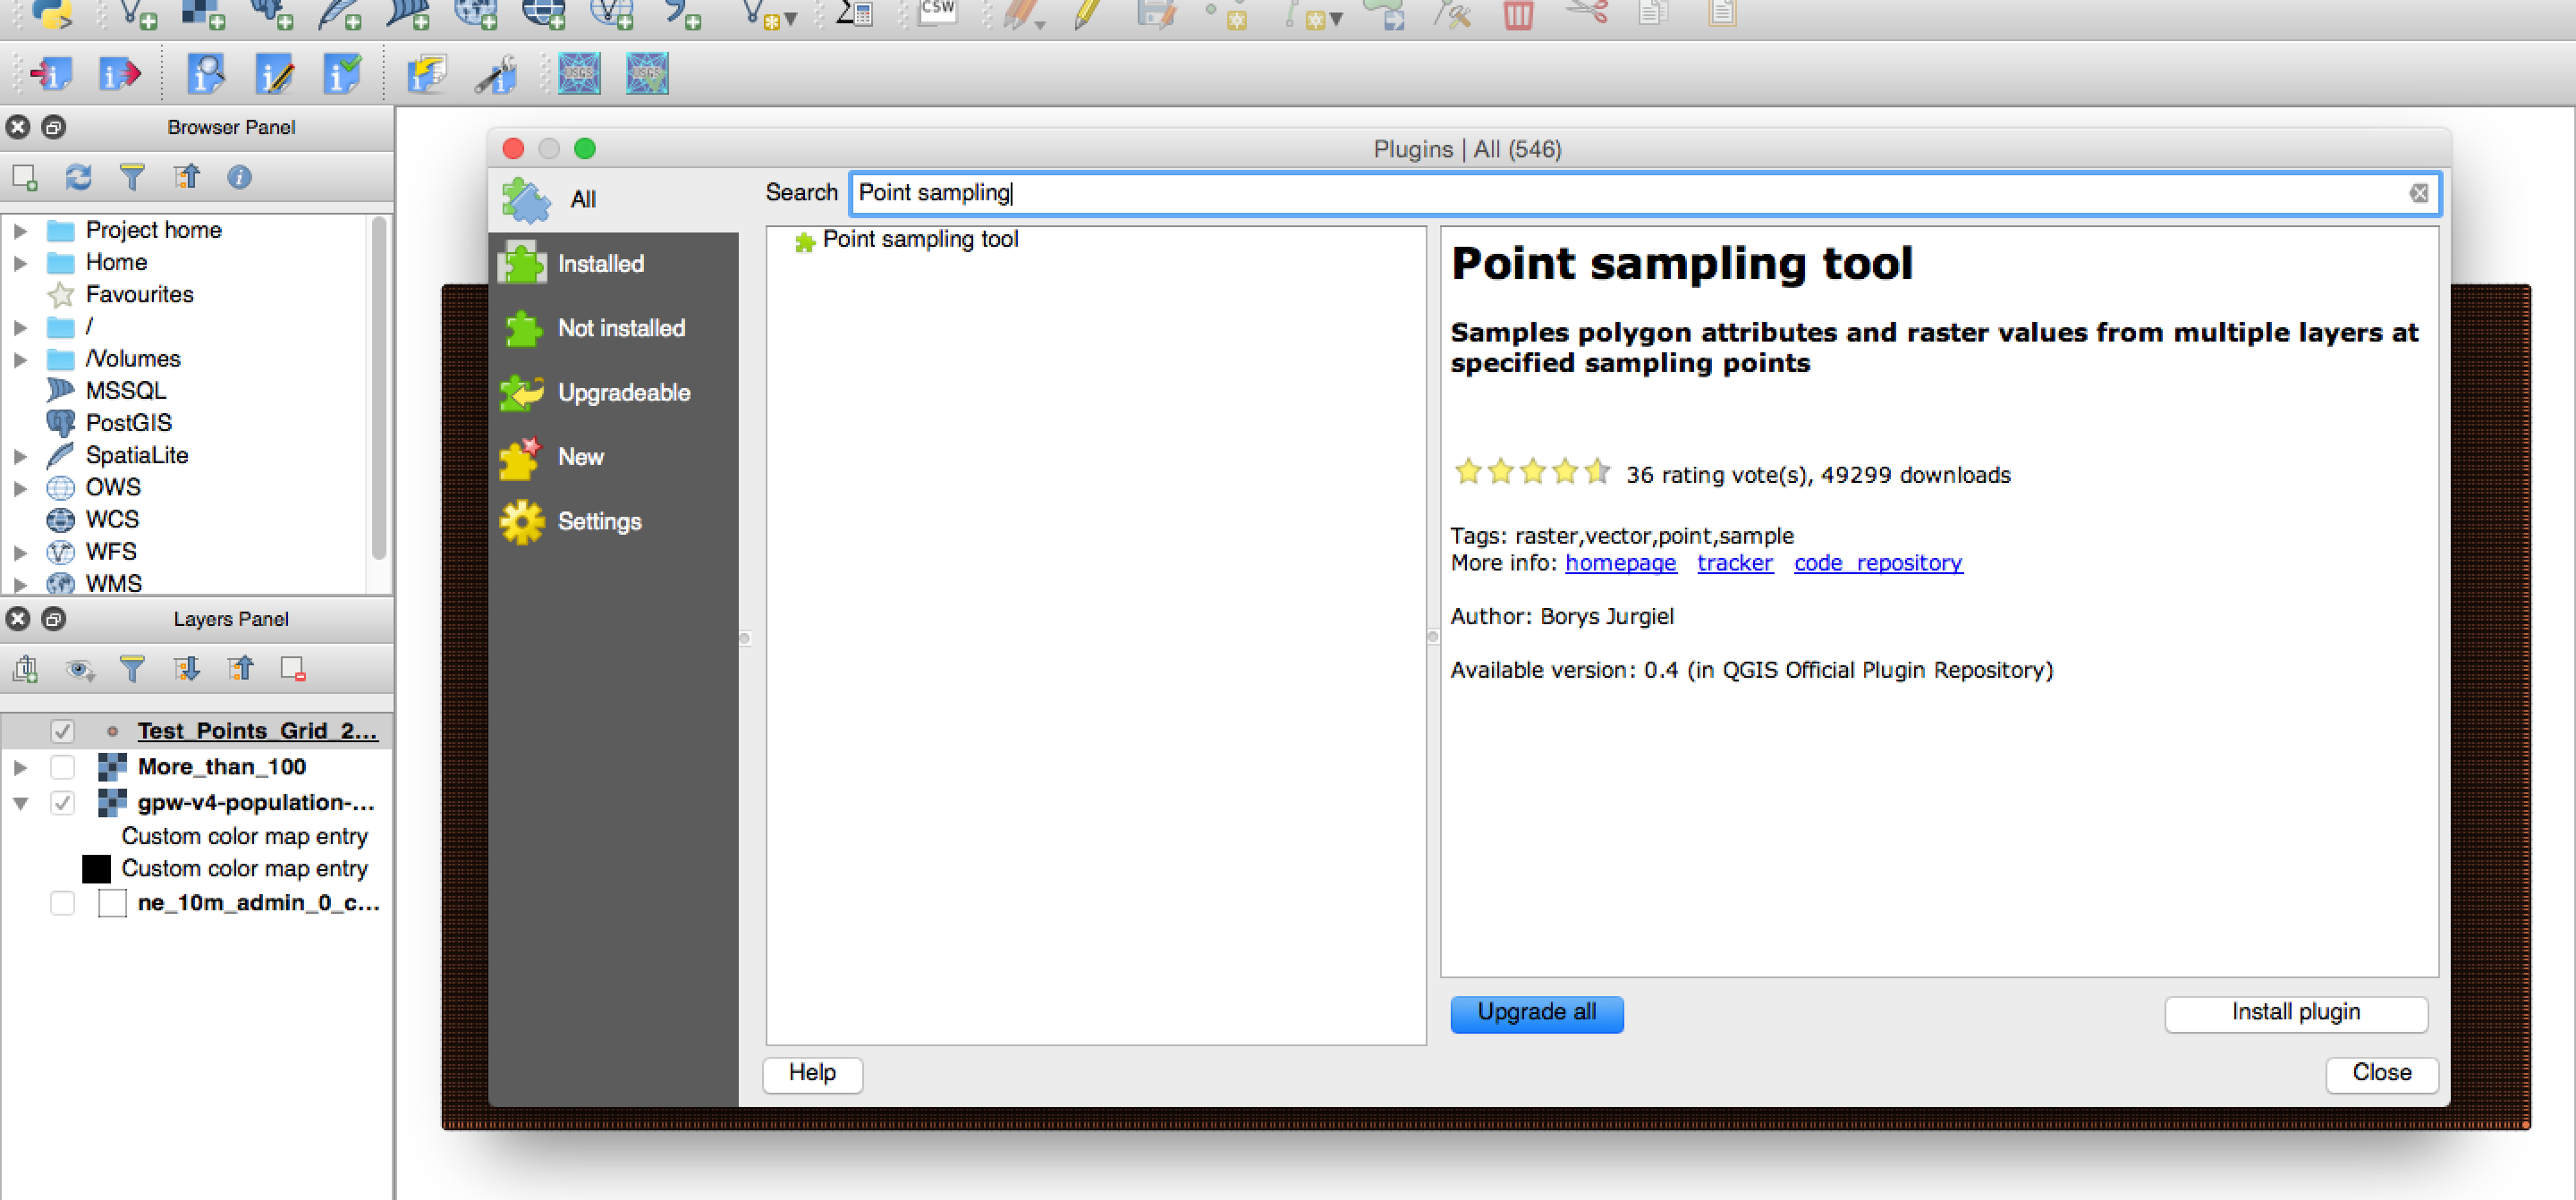 CSW
USGS
USGS
Browser Panel
Project home
Home
Favourites
/
/Volumes
MSSQL
PostGIS
SpatiaLite
OWS
WCS
WFS
WMS
Layers Panel
Test_Points_Grid_2...
More_than_100
gpw-v4-population-...
Custom color map entry
Custom color map entry
ne_10m_admin_0_c...
Plugins | All (546)
All
Installed
Not installed
Upgradeable
New
Settings
Search
Point sampling
Point sampling tool
Point sampling tool
Samples polygon attributes and raster values from multiple layers at
specified sampling points
36 rating vote(s), 49299 downloads
Tags: raster,vector,point,sample
More info: homepage tracker code repository
Author: Borys Jurgiel
Available version: 0.4 (in QGIS Official Plugin Repository)
Upgrade all
Install plugin
Help
Close